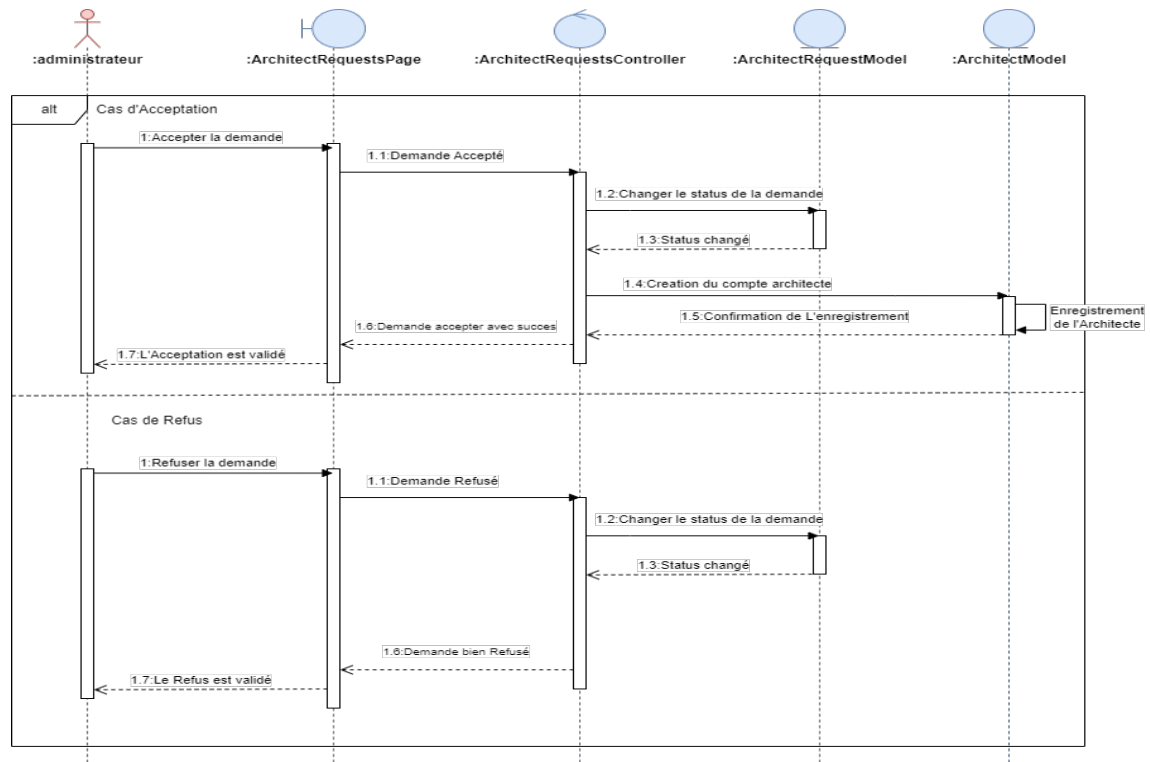 :administrateur
:ArchitectRequestsPage
:ArchitectRequestsController
:ArchitectRequestModel
:ArchitectModel
alt
Cas d'Acceptation
1:Accepter la demande
1.1:Demande Accepté
1.2:Changer le status de la demande
1.3:Status changé
1.4:Creation du compte architecte
Enregistrement
de l'Architecte
1.5:Confirmation de L'enregistrement
1.6:Demande accepter avec succes
1.7:L'Acceptation est validé
Cas de Refus
1:Refuser la demande
1.1:Demande Refusé
1.2:Changer le status de la demande
1.3:Status changé
1.6:Demande bien Refusé
1.7:Le Refus est validé